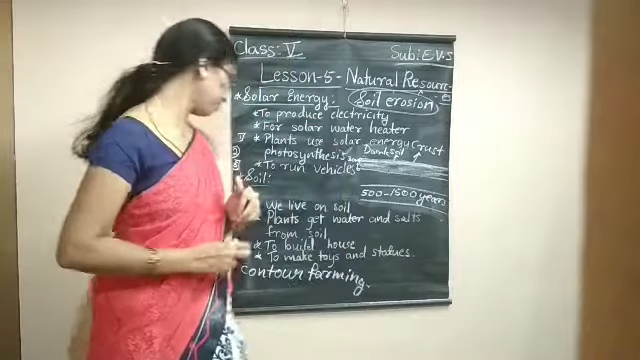 Class: V
Sub: E.V.S
Lesson-5- Natural Resources
* Solar Energy:
Soil erosion
* To produce electricity
* For solar water heater
* Plants use solar energy
crust
photosynthesis
* To run vehicles
500-1500 years
* Soil:
We live on soil
* Plants get water and salts
from soil
* To build house
* To make toys and statues.
contour farming.